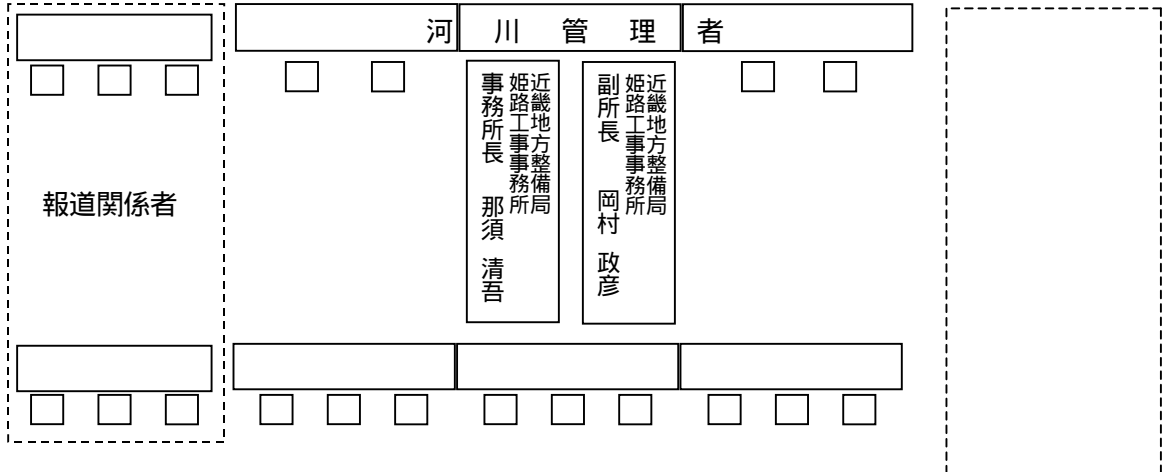 河川管理者
近畿地方整備局
姫路工事事務所
副所長 岡村 政彦
近畿地方整備局
姫路工事事務所
事務所長 那須 清吾
報道関係者